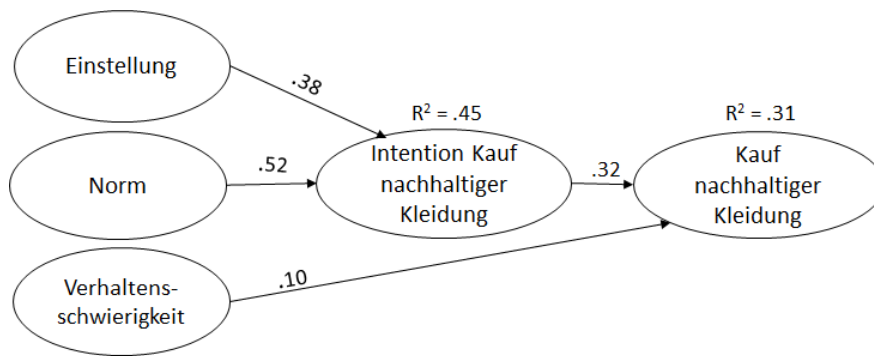 Einstellung
.38
R² = .45
R² = .31
Norm
.52
Intention Kauf
nachhaltiger
Kleidung
.32
Kauf
nachhaltiger
Kleidung
Verhaltens-
schwierigkeit
.10